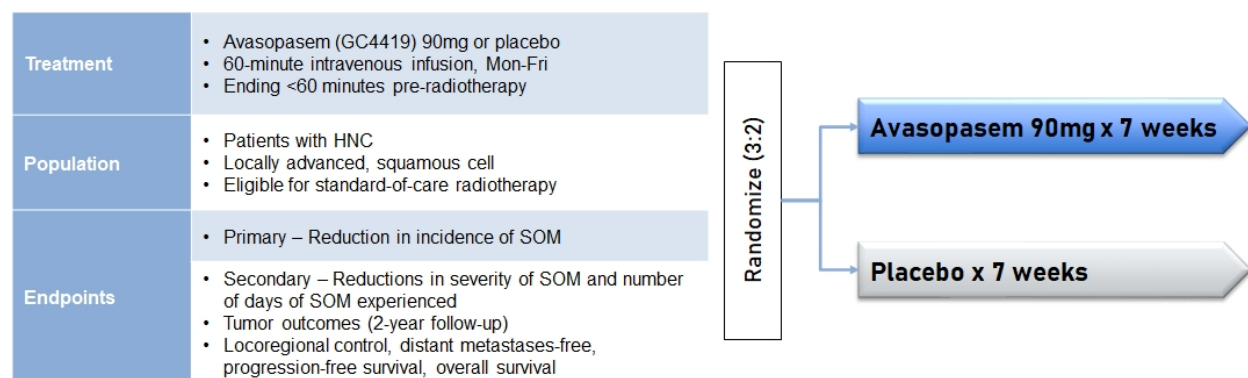 Treatment
• Avasopasem (GC4419) 90mg or placebo
• 60-minute intravenous infusion, Mon-Fri
• Ending <60 minutes pre-radiotherapy
Population
• Patients with HNC
• Locally advanced, squamous cell
• Eligible for standard-of-care radiotherapy
Endpoints
• Primary – Reduction in incidence of SOM
• Secondary – Reductions in severity of SOM and number
of days of SOM experienced
• Tumor outcomes (2-year follow-up)
• Locoregional control, distant metastases-free,
progression-free survival, overall survival
Randomize (3:2)
Avasopasem 90mg x 7 weeks
Placebo x 7 weeks